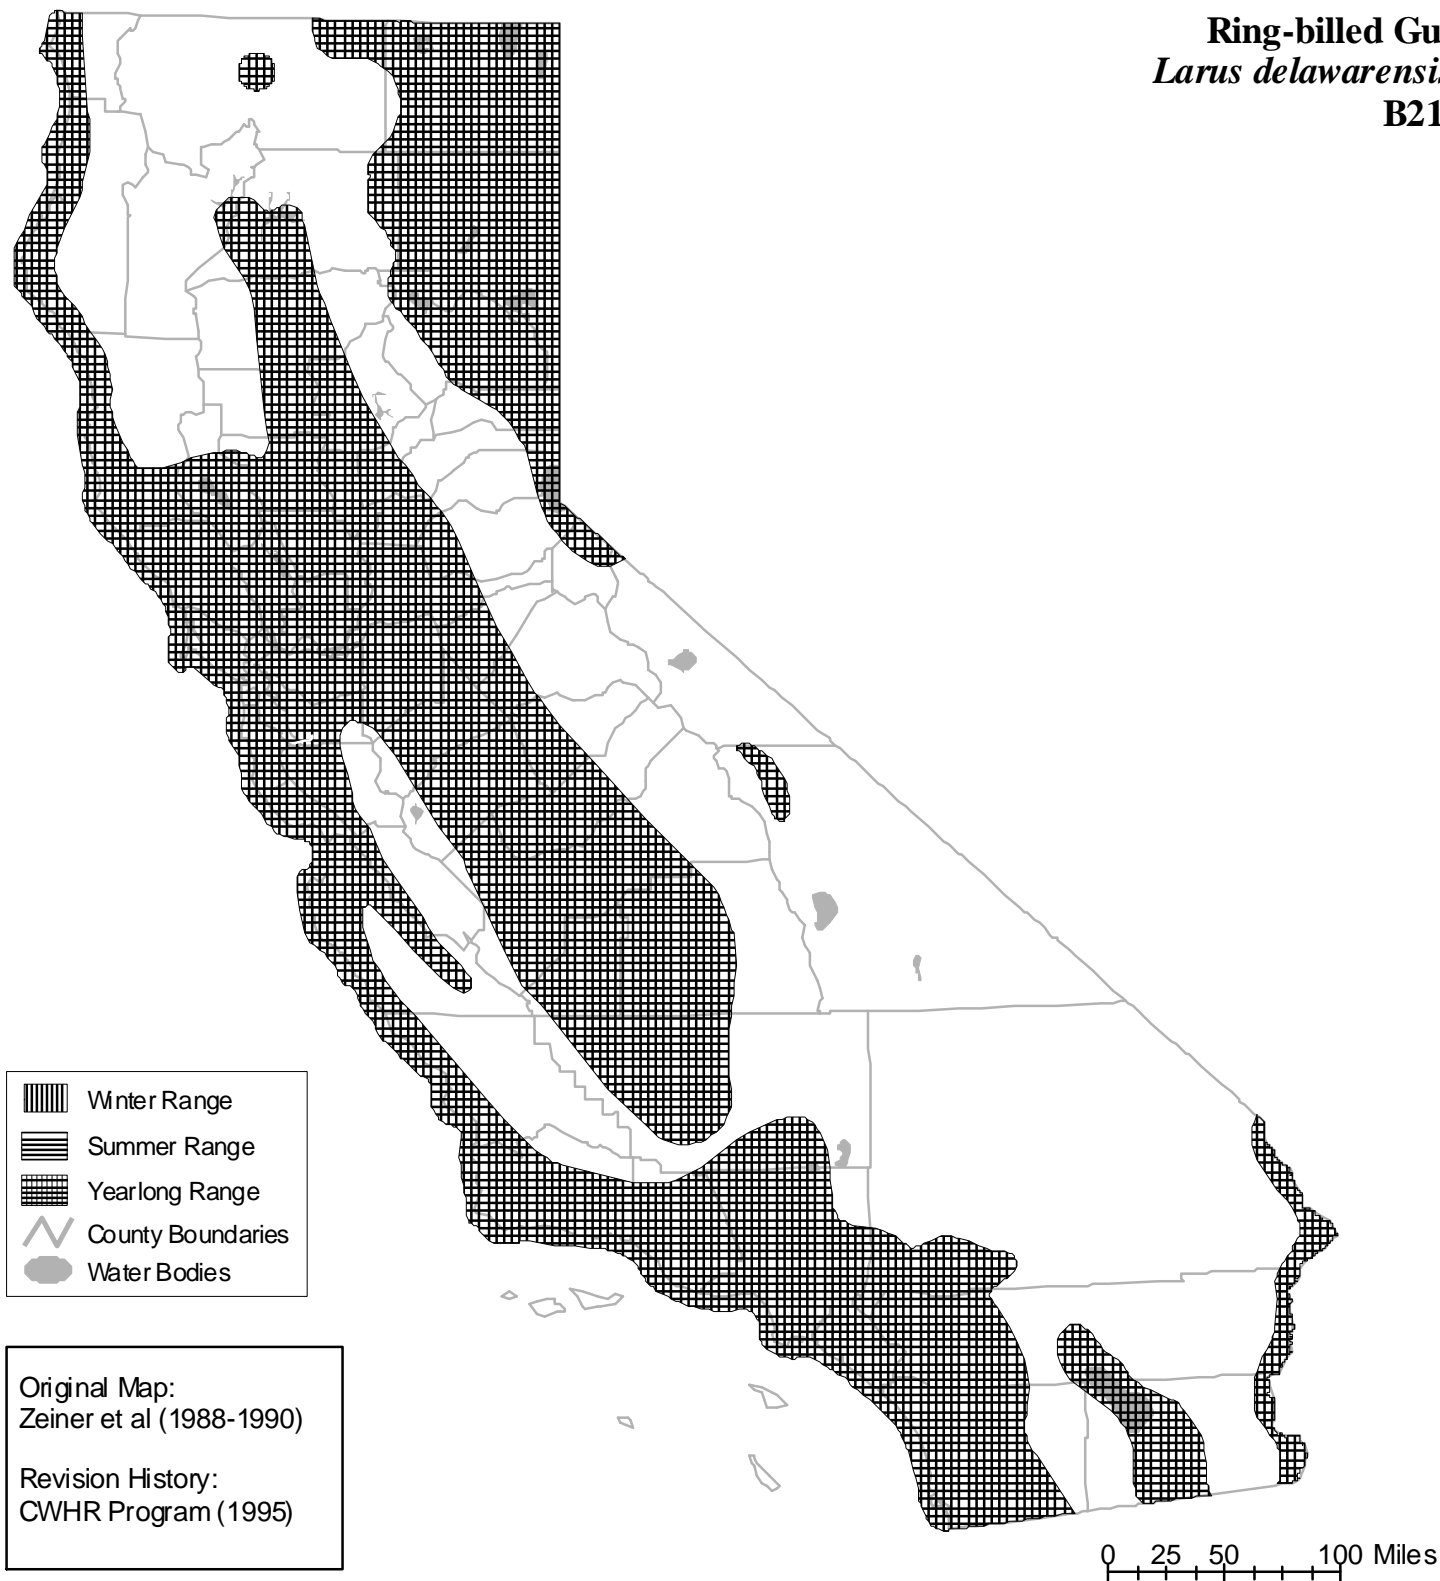 Ring-billed Gu
Larus delawarensis
B21
Winter Range
Summer Range
Yearlong Range
County Boundaries
Water Bodies
Original Map:
Zeiner et al (1988-1990)
Revision History:
CWHR Program (1995)
0 25 50 100 Miles